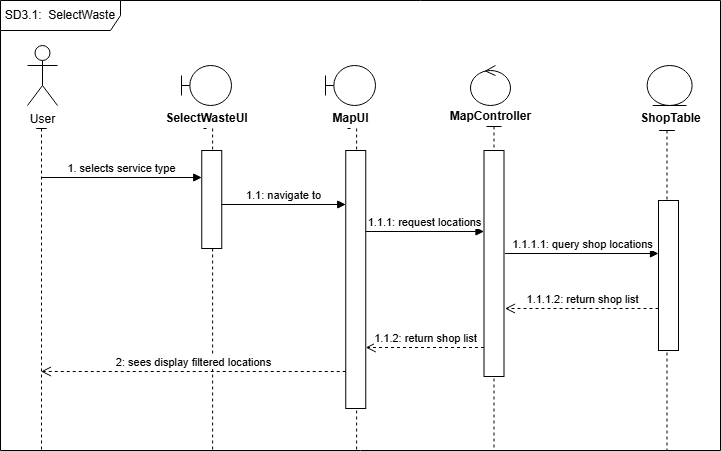 SD3.1: SelectWaste
User
SelectWasteUI
MapUI
MapController
ShopTable
1. selects service type
1.1: navigate to
1.1.1: request locations
1.1.1.1: query shop locations
1.1.1.2: return shop list
1.1.2: return shop list
2: sees display filtered locations